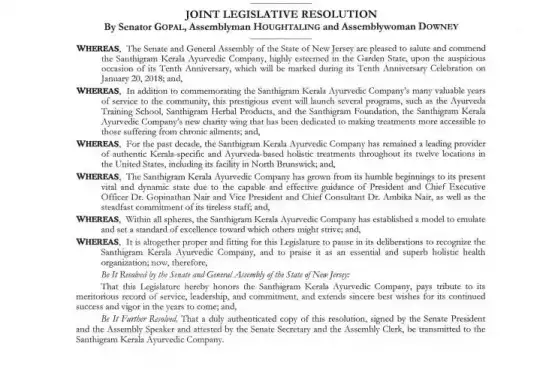 JOINT LEGISLATIVE RESOLUTION
By Senator GOPAL, Assemblyman HOUGHTALING and Assemblywoman DOWNEY
WHEREAS, The Senate and General Assembly of the State of New Jersey are pleased to salute and commend
the Santhigram Kerala Ayurvedic Company, highly esteemed in the Garden State, upon the auspicious
occasion of its Tenth Anniversary, which will be marked during its Tenth Anniversary Celebration on
January 20, 2018; and,
WHEREAS, In addition to commemorating the Santhigram Kerala Ayurvedic Company's many valuable years
of service to the community, this prestigious event will launch several programs, such as the Ayurveda
Training School, Santhigram Herbal Products, and the Santhigram Foundation, the Santhigram Kerala
Ayurvedic Company's new charity wing that has been dedicated to making treatments more accessible to
those suffering from chronic ailments; and,
WHEREAS, For the past decade, the Santhigram Kerala Ayurvedic Company has remained a leading provider
of authentic Kerala-specific and Ayurveda-based holistic treatments throughout its twelve locations in
the United States, including its facility in North Brunswick; and,
WHEREAS, The Santhigram Kerala Ayurvedic Company has grown from its humble beginnings to its present
vital and dynamic state due to the capable and effective guidance of President and Chief Executive
Officer Dr. Gopinathan Nair and Vice President and Chief Consultant Dr. Ambika Nair, as well as the
steadfast commitment of its tireless staff; and,
WHEREAS, Within all spheres, the Santhigram Kerala Ayurvedic Company has established a model to emulate
and set a standard of excellence toward which others might strive; and,
WHEREAS, It is altogether proper and fitting for this Legislature to pause in its deliberations to recognize the
Santhigram Kerala Ayurvedic Company, and to praise it as an essential and superb holistic health
organization; now, therefore,
Be It Resolved by the Senate and General Assembly of the State of New Jersey:
That this Legislature hereby honors the Santhigram Kerala Ayurvedic Company, pays tribute to its
meritorious record of service, leadership, and commitment, and extends sincere best wishes for its continued
success and vigor in the years to come; and,
Be It Further Resolved, That a duly authenticated copy of this resolution, signed by the Senate President
and the Assembly Speaker and attested by the Senate Secretary and the Assembly Clerk, be transmitted to the
Santhigram Kerala Ayurvedic Company.